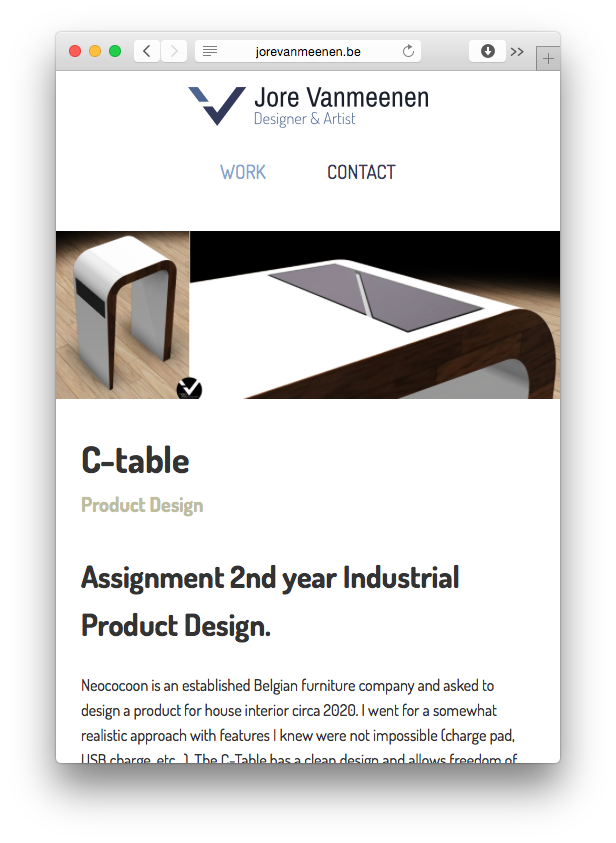 jorevanmeenen.be
Jore Vanmeenen
Designer & Artist
WORK
CONTACT
C-table
Product Design
Assignment 2nd year Industrial
Product Design.
Neococoon is an established Belgian furniture company and asked to
design a product for house interior circa 2020. I went for a somewhat
realistic approach with features I knew were not impossible (charge pad,
USB charge, etc...). The C-Table has a clean design and allows freedom of